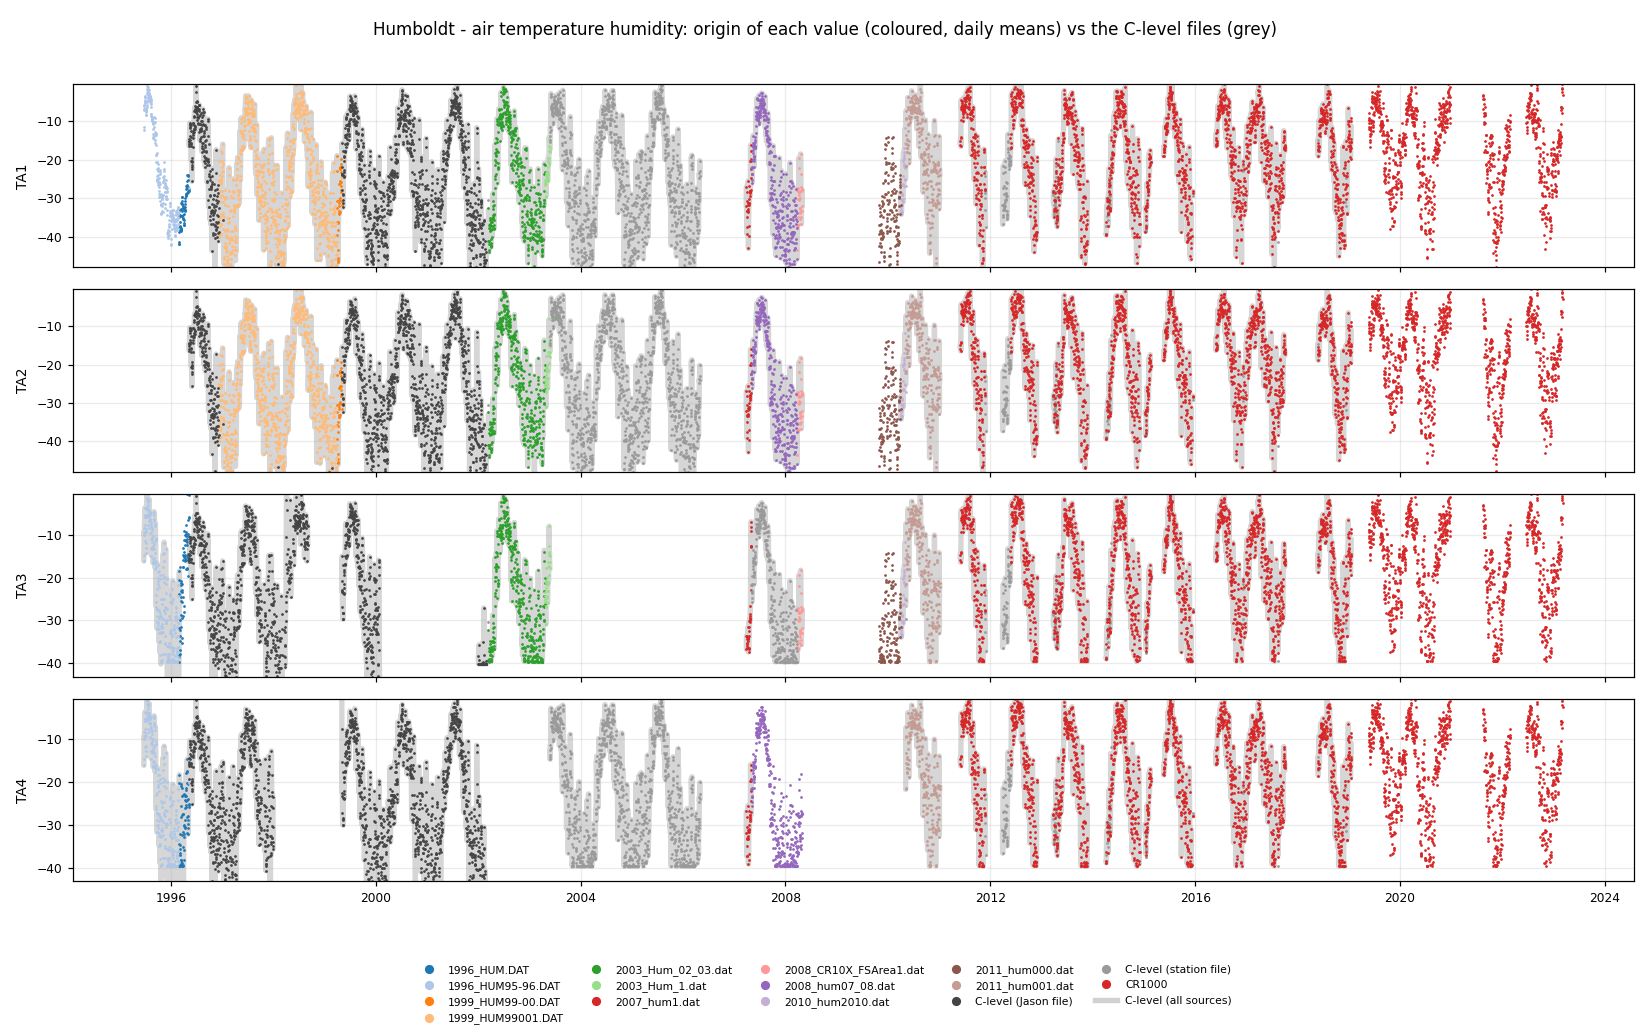 Humboldt - air temperature humidity: origin of each value (coloured, daily means) vs the C-level files (grey)
TA1
−10
−20
−30
−40
TA2
−10
−20
−30
−40
TA3
−10
−20
−30
−40
TA4
−10
−20
−30
−40
1996 2000 2004 2008 2012 2016 2020 2024
1996_HUM.DAT
1996_HUM95-96.DAT
1999_HUM99-00.DAT
1999_HUM99001.DAT
2003_Hum_02_03.dat
2003_Hum_1.dat
2007_hum1.dat
2008_CR10X_FSArea1.dat
2008_hum07_08.dat
2010_hum2010.dat
2011_hum000.dat
2011_hum001.dat
C-level (Jason file)
C-level (station file)
CR1000
C-level (all sources)